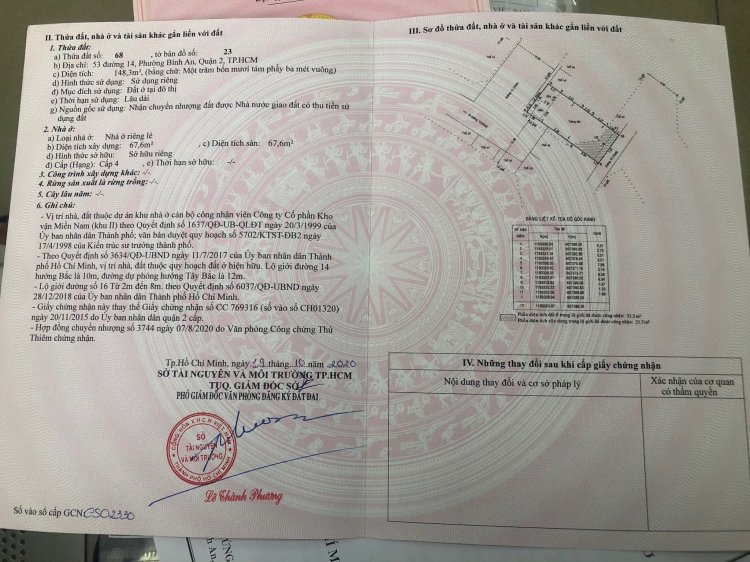 II. Thửa đất, nhà ở và tài sản khác gắn liền với đất
1. Thửa đất:
a) Thửa đất số: 68 , tờ bản đồ số: 23
b) Địa chỉ: 53 đường 14, Phường Bình An, Quận 2, TP.HCM
c) Diện tích: 148,3m², (bằng chữ: Một trăm bốn mươi tám phẩy ba mét vuông)
d) Hình thức sử dụng: Sử dụng riêng
đ) Mục đích sử dụng: Đất ở tại đô thị
e) Thời hạn sử dụng: Lâu dài
g) Nguồn gốc sử dụng: Nhận chuyển nhượng đất được Nhà nước giao đất có thu tiền sử
dụng đất
2. Nhà ở:
a) Loại nhà ở: Nhà ở riêng lẻ
b) Diện tích xây dựng: 67,6m² , c) Diện tích sàn: 67,6m²
d) Hình thức sở hữu: Sở hữu riêng
đ) Cấp (Hạng): Cấp 4 , e) Thời hạn sở hữu: -/-
3. Công trình xây dựng khác: -/-
4. Rừng sản xuất là rừng trồng: -/-
5. Cây lâu năm: -/-
6. Ghi chú:
- Vị trí nhà, đất thuộc dự án khu nhà ở cán bộ công nhân viên Công ty Cổ phần Kho
vận Miền Nam (khu II) theo Quyết định số 1637/QĐ-UB-QLĐT ngày 20/3/1999 của
Ủy ban nhân dân Thành phố; văn bản duyệt quy hoạch số 5702/KTST-ĐB2 ngày
17/4/1998 của Kiến trúc sư trưởng thành phố.
- Theo Quyết định số 3634/QĐ-UBND ngày 11/7/2017 của Ủy ban nhân dân Thành
phố Hồ Chí Minh, vị trí nhà, đất thuộc quy hoạch đất ở hiện hữu. Lộ giới đường 14
hướng Bắc là 10m, đường dự phóng hướng Tây Bắc là 12m.
- Lộ giới đường số 16 Từ 2m đến 8m, theo Quyết định số 6037/QĐ-UBND ngày
28/12/2018 của Ủy ban nhân dân Thành phố Hồ Chí Minh.
- Giấy chứng nhận này thay thế Giấy chứng nhận số CC 769316 (số vào sổ CH01320)
ngày 20/11/2015 do Ủy ban nhân dân quận 2 cấp.
- Hợp đồng chuyển nhượng số 3744 ngày 07/8/2020 do Văn phòng Công chứng Thủ
Thiêm chứng nhận.
Tp.Hồ Chí Minh, ngày 19 tháng 10 năm 2020
SỞ TÀI NGUYÊN VÀ MÔI TRƯỜNG TP.HCM
TUQ. GIÁM ĐỐC SỞ
PHÓ GIÁM ĐỐC VĂN PHÒNG ĐĂNG KÝ ĐẤT ĐAI
CỘNG HÒA X.H.C.N VIỆT NAM
SỞ
TÀI NGUYÊN
VÀ MÔI TRƯỜNG
THÀNH PHỐ HỒ CHÍ MINH
Lê Thành Phương
Số vào sổ cấp GCN: CS02330
III. Sơ đồ thửa đất, nhà ở và tài sản khác gắn liền với đất
BẢNG LIỆT KÊ TỌA ĐỘ GÓC RANH
IV. Những thay đổi sau khi cấp giấy chứng nhận
Nội dung thay đổi và cơ sở pháp lý
Xác nhận của cơ quan
có thẩm quyền